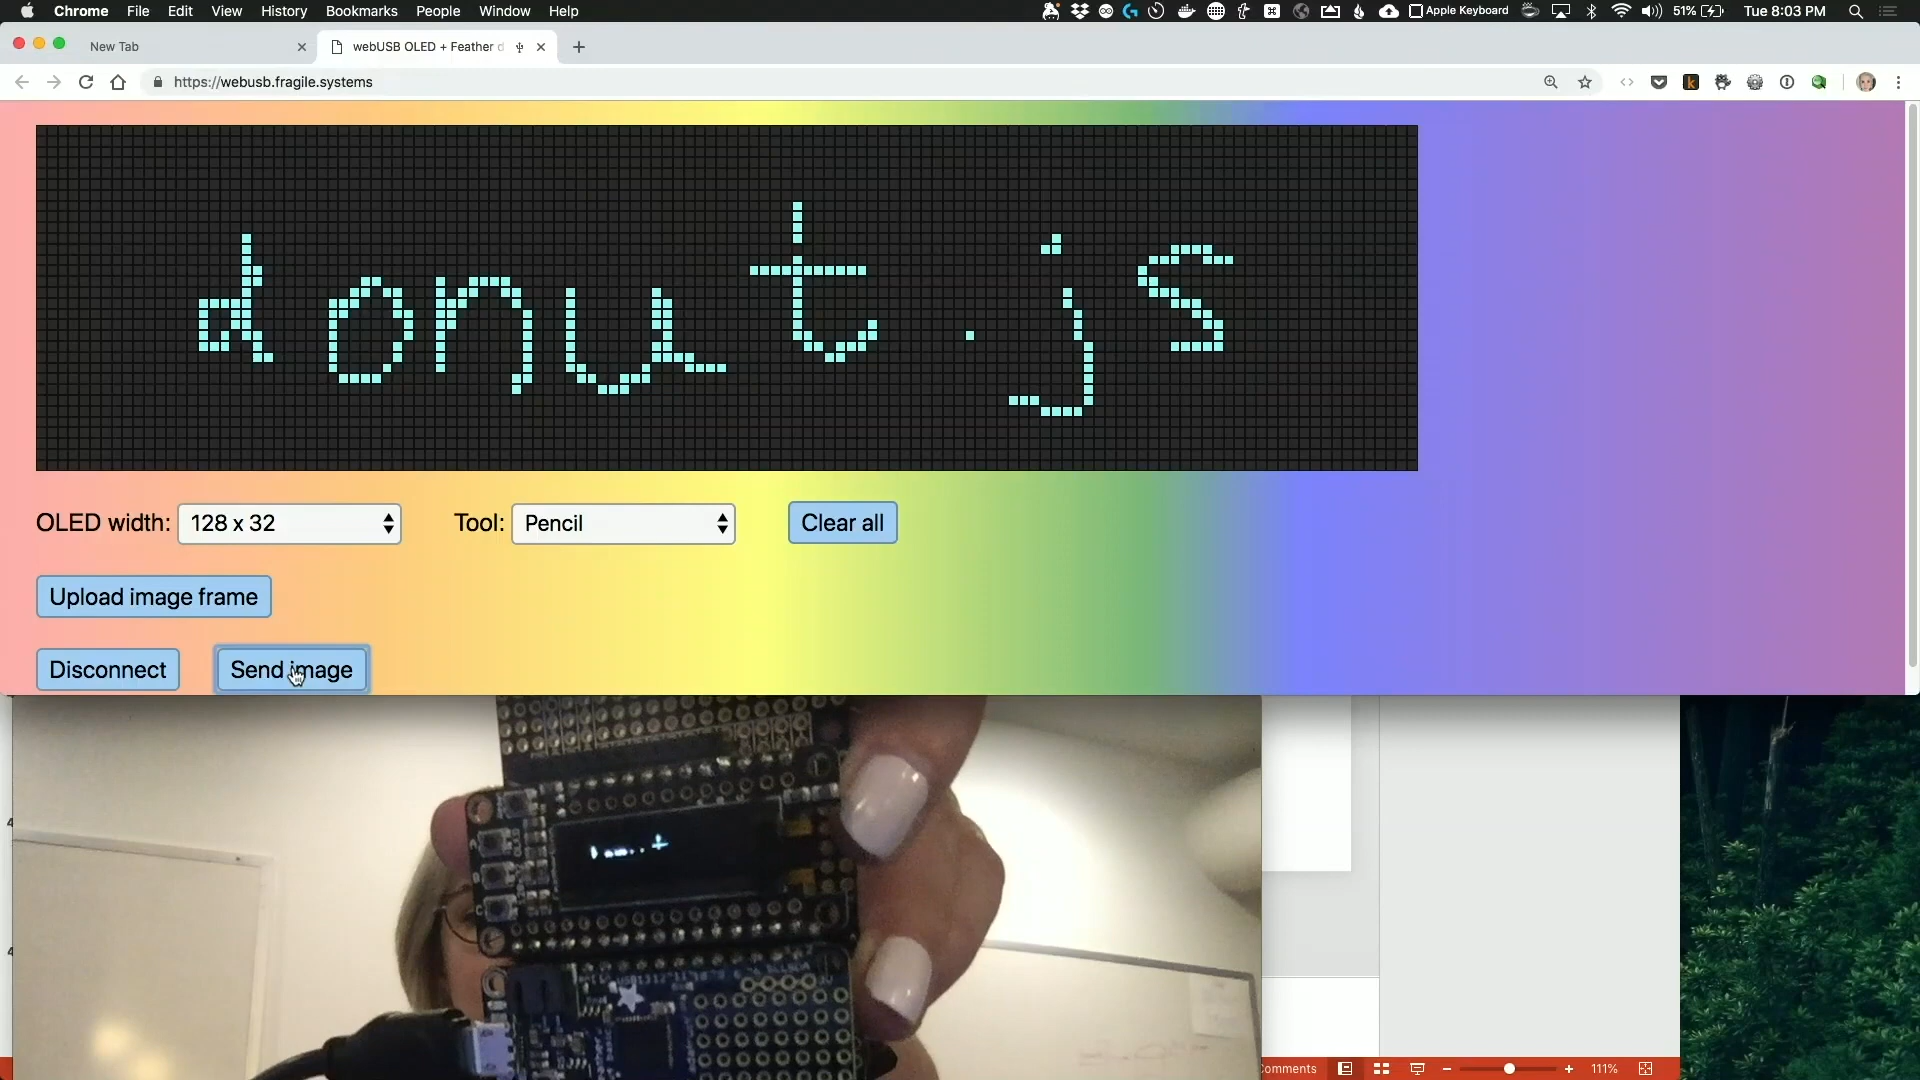 Chrome File Edit View History Bookmarks People Window Help Apple Keyboard 51% Tue 8:03 PM
New Tab webUSB OLED + Feather d
https://webusb.fragile.systems
donut.js
OLED width: 128 x 32 Tool: Pencil Clear all
Upload image frame
Disconnect Send image
omments 111%